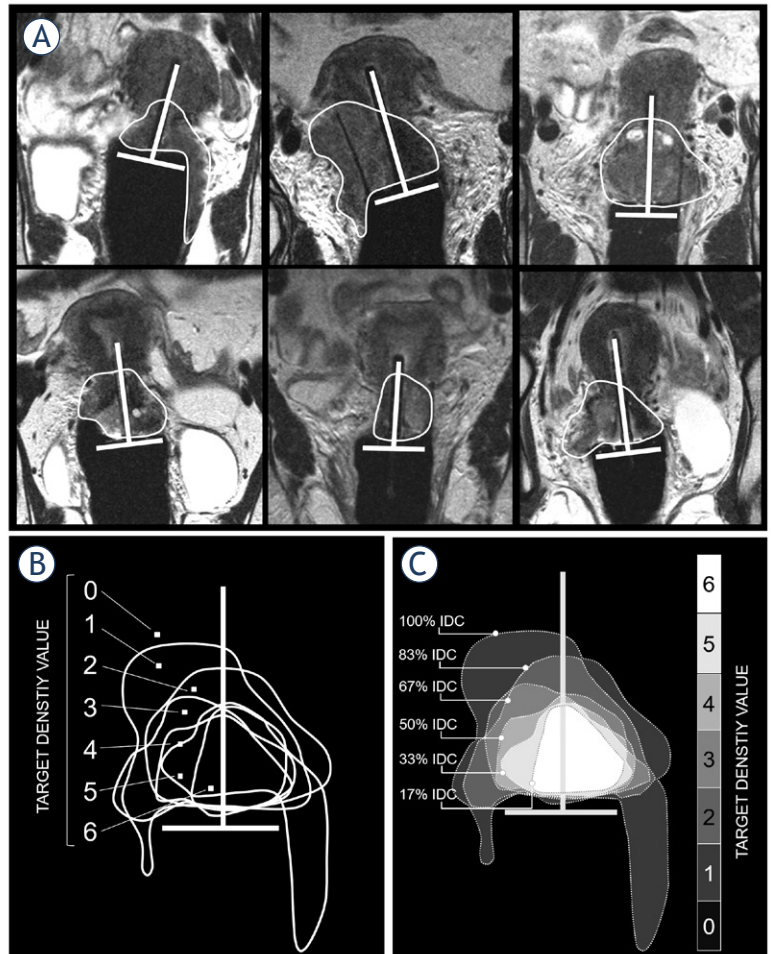 A
B
0
1
2
3
4
5
6
TARGET DENSTIY VALUE
C
100% IDC
83% IDC
67% IDC
50% IDC
33% IDC
17% IDC
6
5
4
3
2
1
0
TARGET DENSTIY VALUE